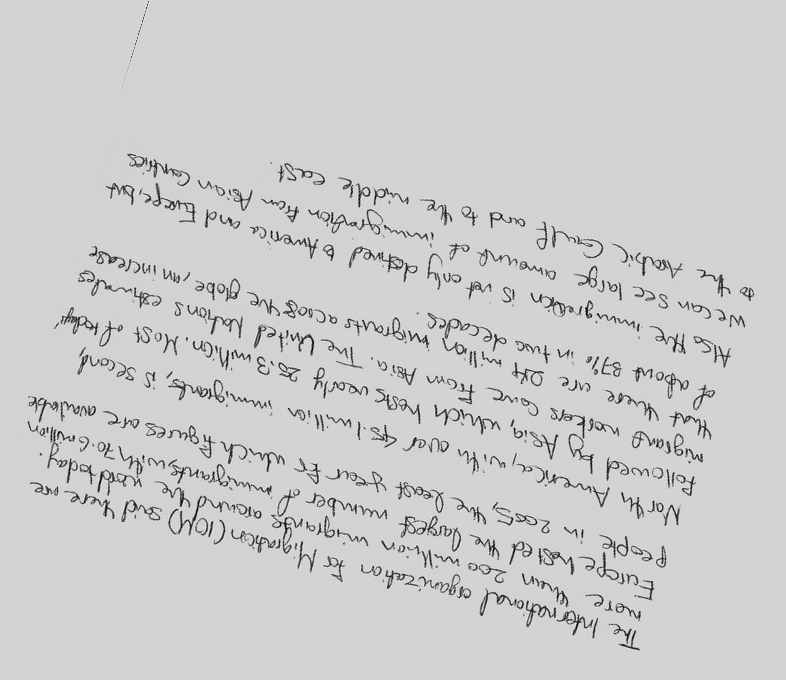 The International organization for Migration (IOM) said there are
more than 200 million migrants around the world today.
Europe hosted the largest number of immigrants, with 70.6 million
people in 2005, the least year for which figures are available
North America, with over 45.1 million immigrants, is second,
followed by Asia, which hosts nearly 25.3 million. Most of today's
migrant workers come from Asia. The United Nations estimates
that there are 214 million migrants across the globe, an increase
of about 37% in two decades.
Also the immigration is not only defined to America and Europe, but
we can see large amount of immigration from Asian Cantries
to the Arabic Gaulf and to the middle east.